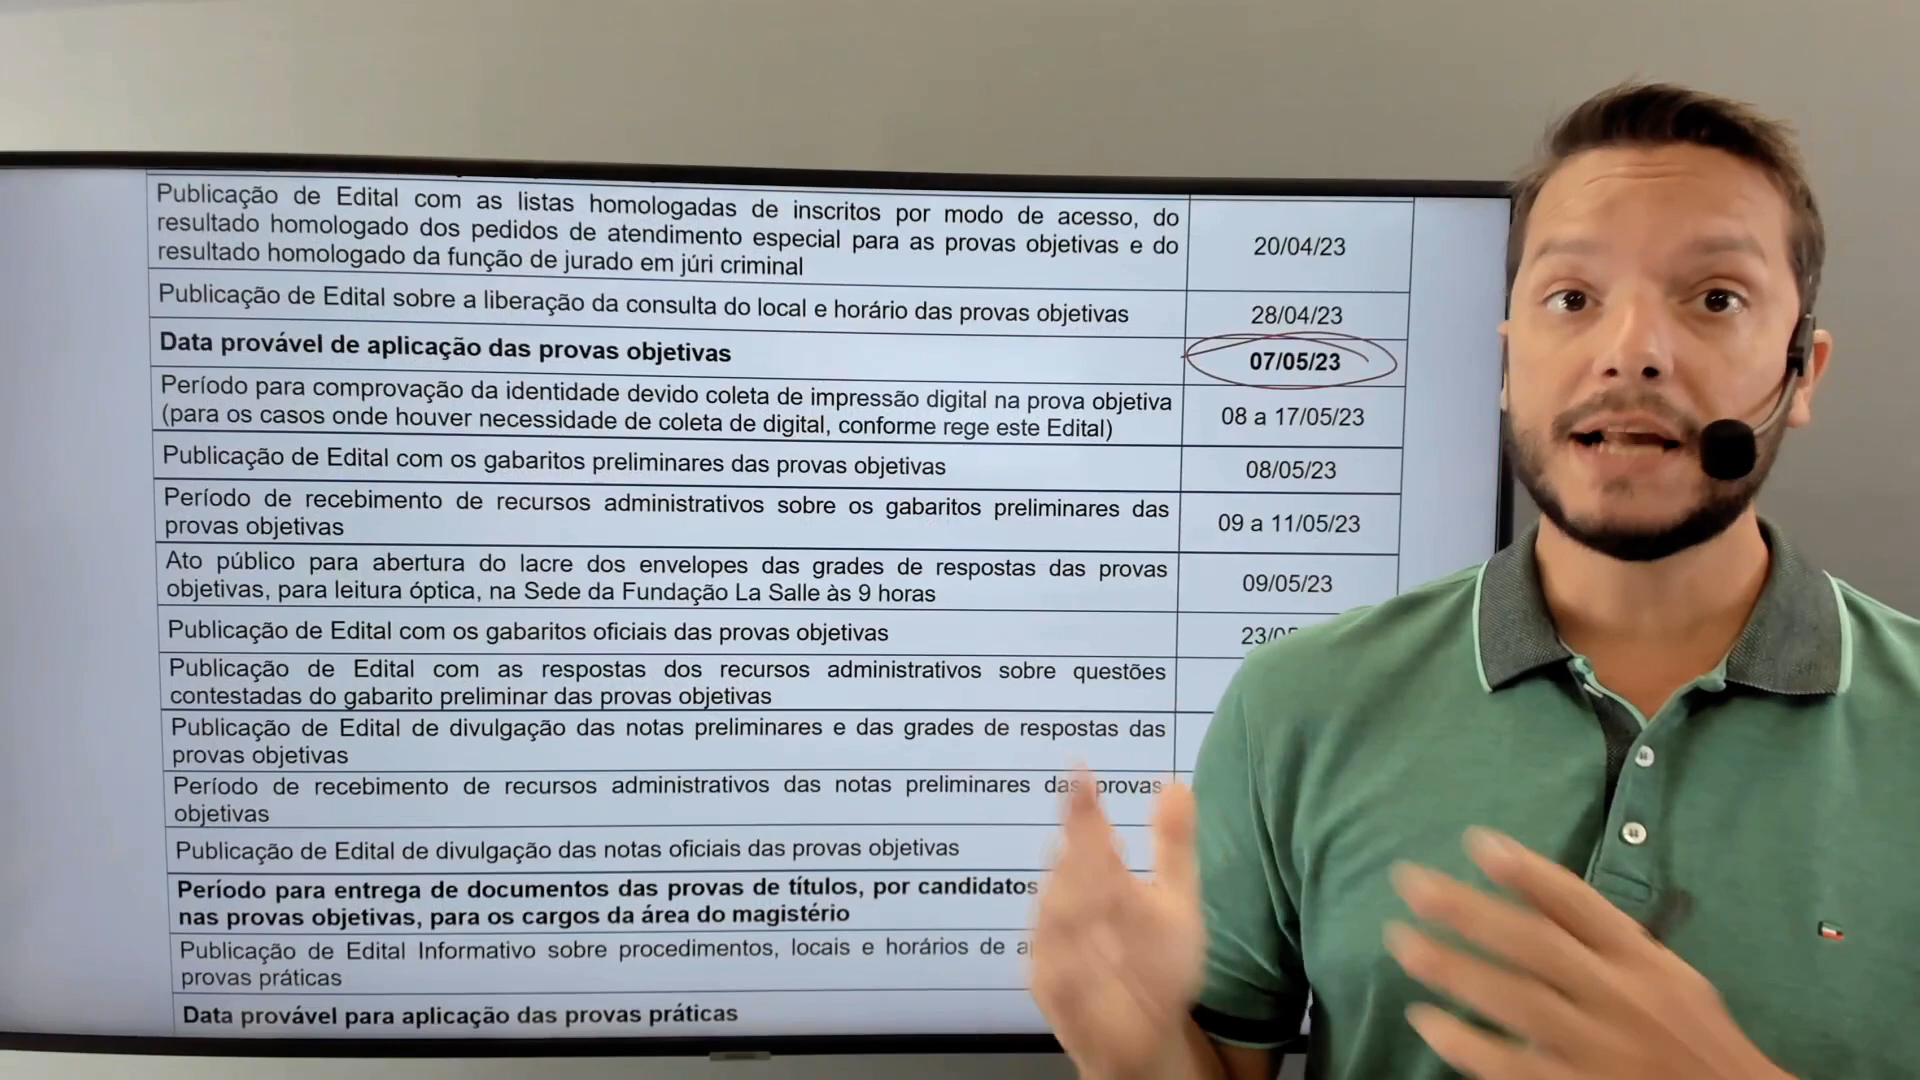 Publicação de Edital com as listas homologadas de inscritos por modo de acesso, do
resultado homologado dos pedidos de atendimento especial para as provas objetivas e do
resultado homologado da função de jurado em júri criminal
20/04/23
Publicação de Edital sobre a liberação da consulta do local e horário das provas objetivas
28/04/23
Data provável de aplicação das provas objetivas
07/05/23
Período para comprovação da identidade devido coleta de impressão digital na prova objetiva
(para os casos onde houver necessidade de coleta de digital, conforme rege este Edital)
08 a 17/05/23
Publicação de Edital com os gabaritos preliminares das provas objetivas
08/05/23
Período de recebimento de recursos administrativos sobre os gabaritos preliminares das
provas objetivas
09 a 11/05/23
Ato público para abertura do lacre dos envelopes das grades de respostas das provas
objetivas, para leitura óptica, na Sede da Fundação La Salle às 9 horas
09/05/23
Publicação de Edital com os gabaritos oficiais das provas objetivas
Publicação de Edital com as respostas dos recursos administrativos sobre questões
contestadas do gabarito preliminar das provas objetivas
Publicação de Edital de divulgação das notas preliminares e das grades de respostas das
provas objetivas
Período de recebimento de recursos administrativos das notas preliminares das provas
objetivas
Publicação de Edital de divulgação das notas oficiais das provas objetivas
Período para entrega de documentos das provas de títulos, por candidatos
nas provas objetivas, para os cargos da área do magistério
Publicação de Edital Informativo sobre procedimentos, locais e horários de
provas práticas
Data provável para aplicação das provas práticas